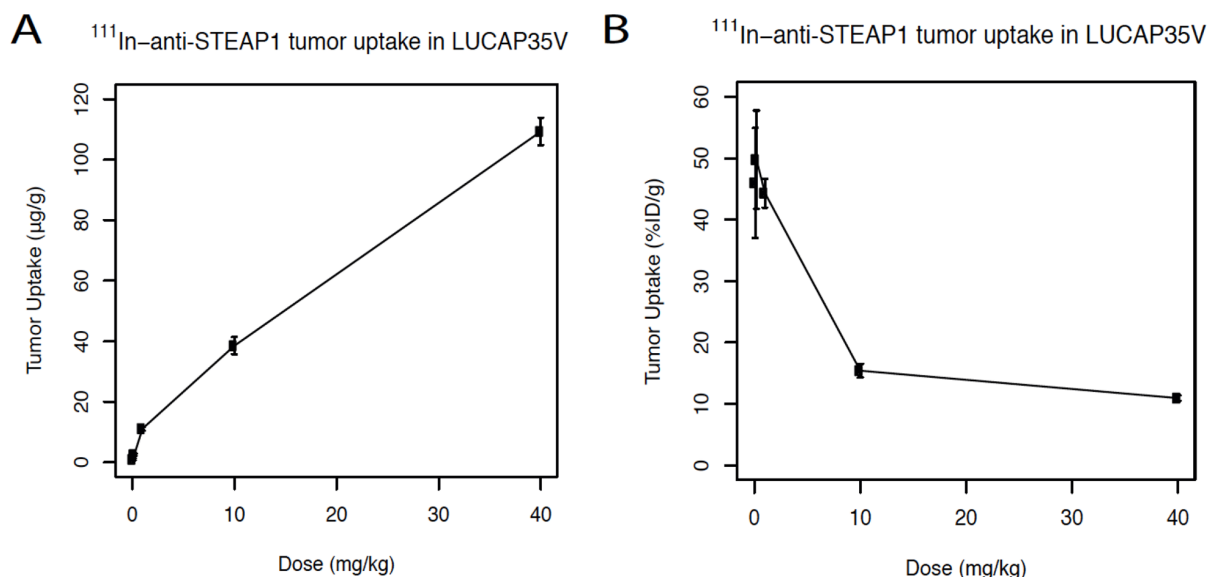 A
¹¹¹In–anti-STEAP1 tumor uptake in LUCAP35V
Tumor Uptake (µg/g)
120
100
80
60
40
20
0
0 10 20 30 40
Dose (mg/kg)
B
¹¹¹In–anti-STEAP1 tumor uptake in LUCAP35V
Tumor Uptake (%ID/g)
60
50
40
30
20
10
0
0 10 20 30 40
Dose (mg/kg)